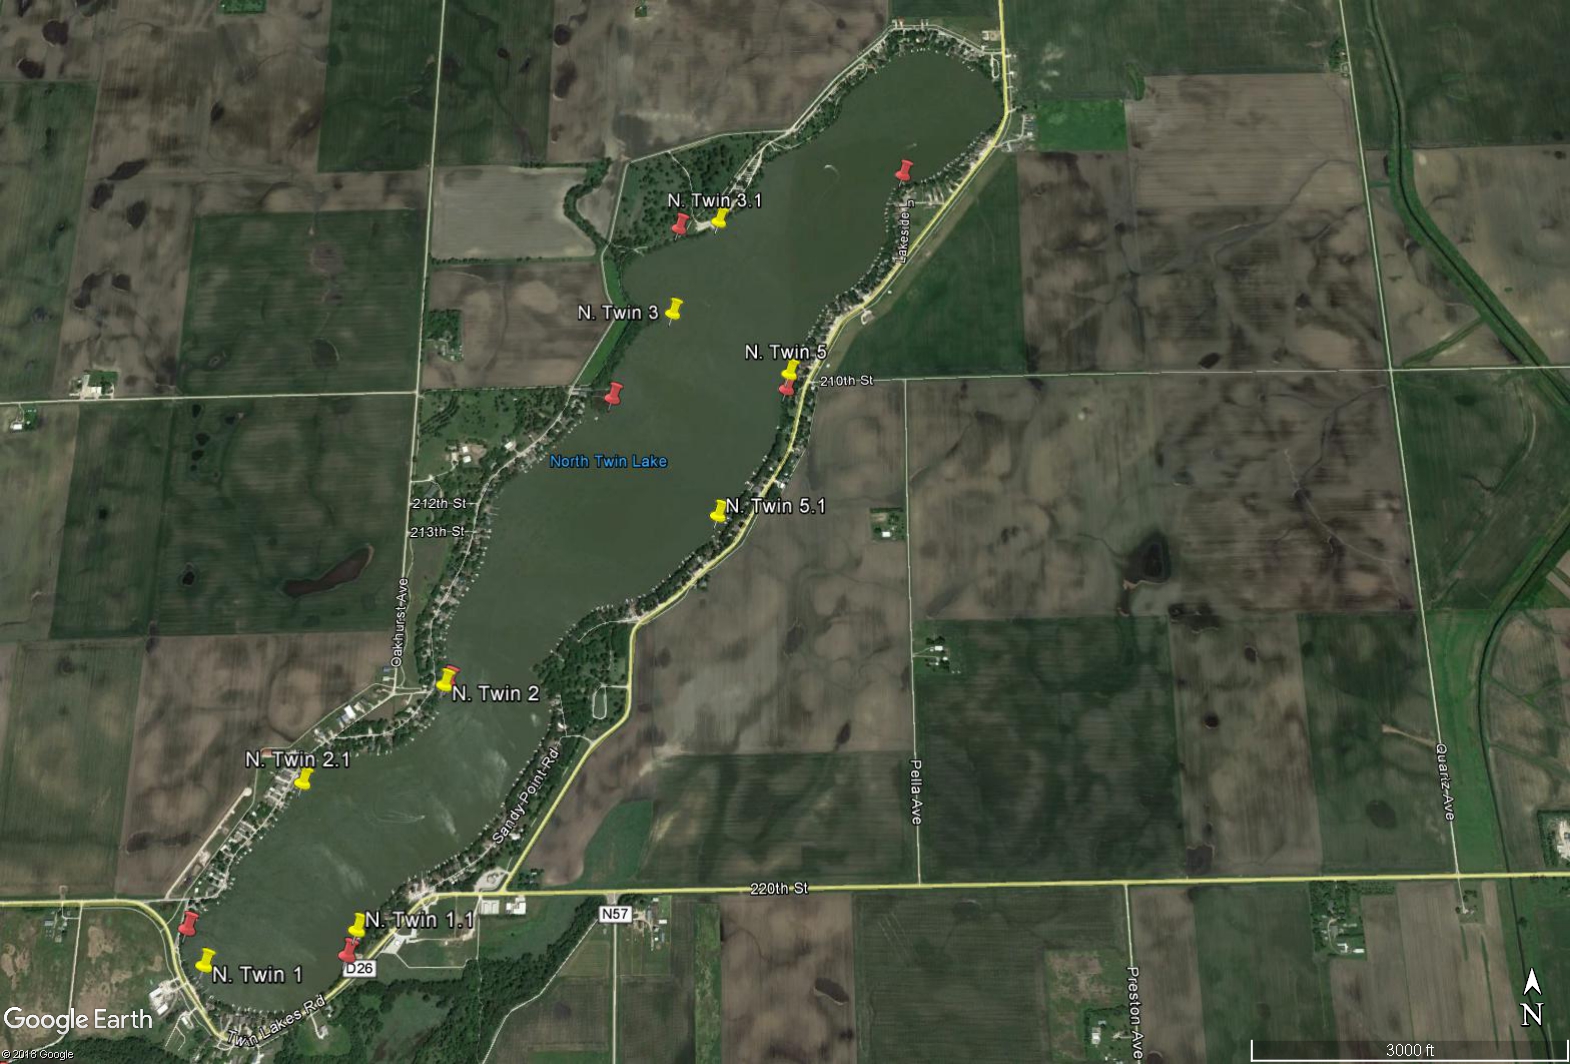 N. Twin 3.1
Lakeside Ln
N. Twin 3
N. Twin 5
210th St
North Twin Lake
212th St
N. Twin 5.1
213th St
Oakhurst Ave
N. Twin 2
N. Twin 2.1
Sandy Point Rd
Pella Ave
Quartz Ave
220th St
N57
N. Twin 1.1
D26
N. Twin 1
Preston Ave
Twin Lakes Rd
N
Google Earth
© 2018 Google
3000 ft